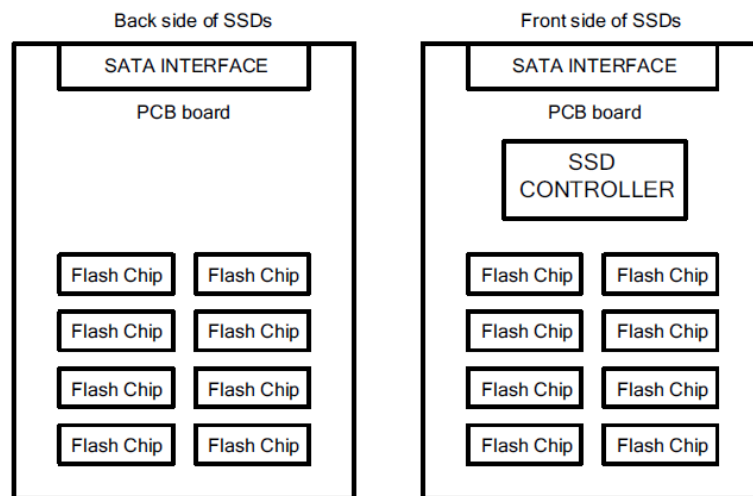 Back side of SSDs
SATA INTERFACE
PCB board
Flash Chip Flash Chip
Flash Chip Flash Chip
Flash Chip Flash Chip
Flash Chip Flash Chip
Front side of SSDs
SATA INTERFACE
PCB board
SSD
CONTROLLER
Flash Chip Flash Chip
Flash Chip Flash Chip
Flash Chip Flash Chip
Flash Chip Flash Chip